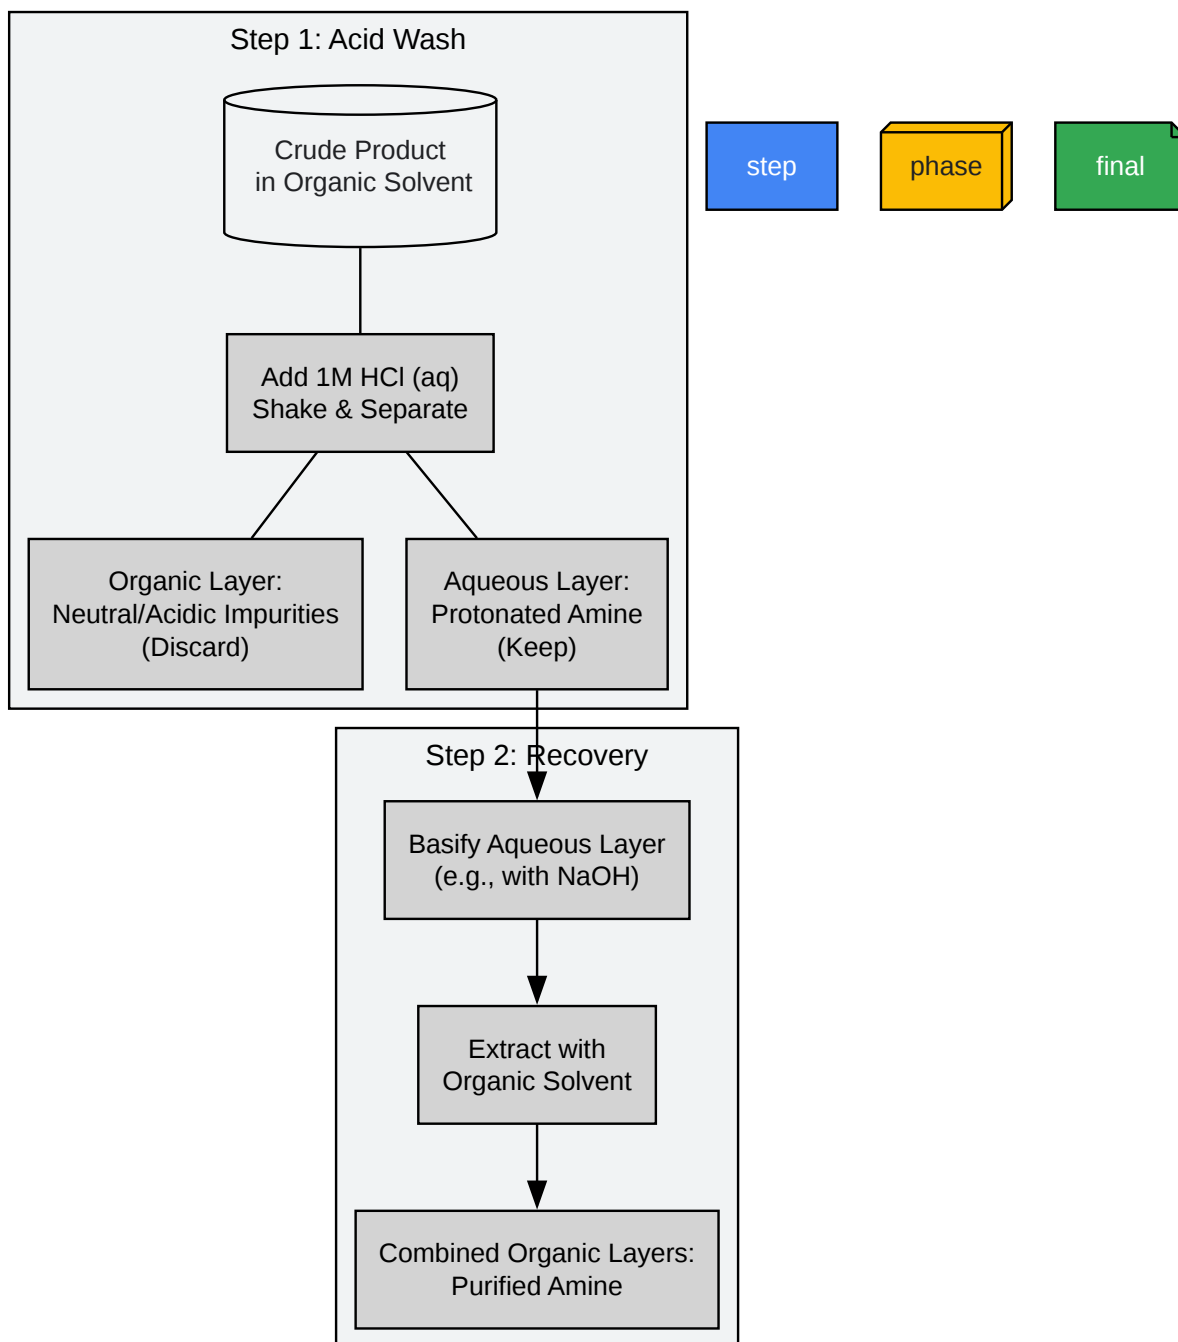 Step 1: Acid Wash
Crude Product
in Organic Solvent
step
phase
final
Add 1M HCl (aq)
Shake & Separate
Organic Layer:
Neutral/Acidic Impurities
(Discard)
Aqueous Layer:
Protonated Amine
(Keep)
Step 2: Recovery
Basify Aqueous Layer
(e.g., with NaOH)
Extract with
Organic Solvent
Combined Organic Layers:
Purified Amine